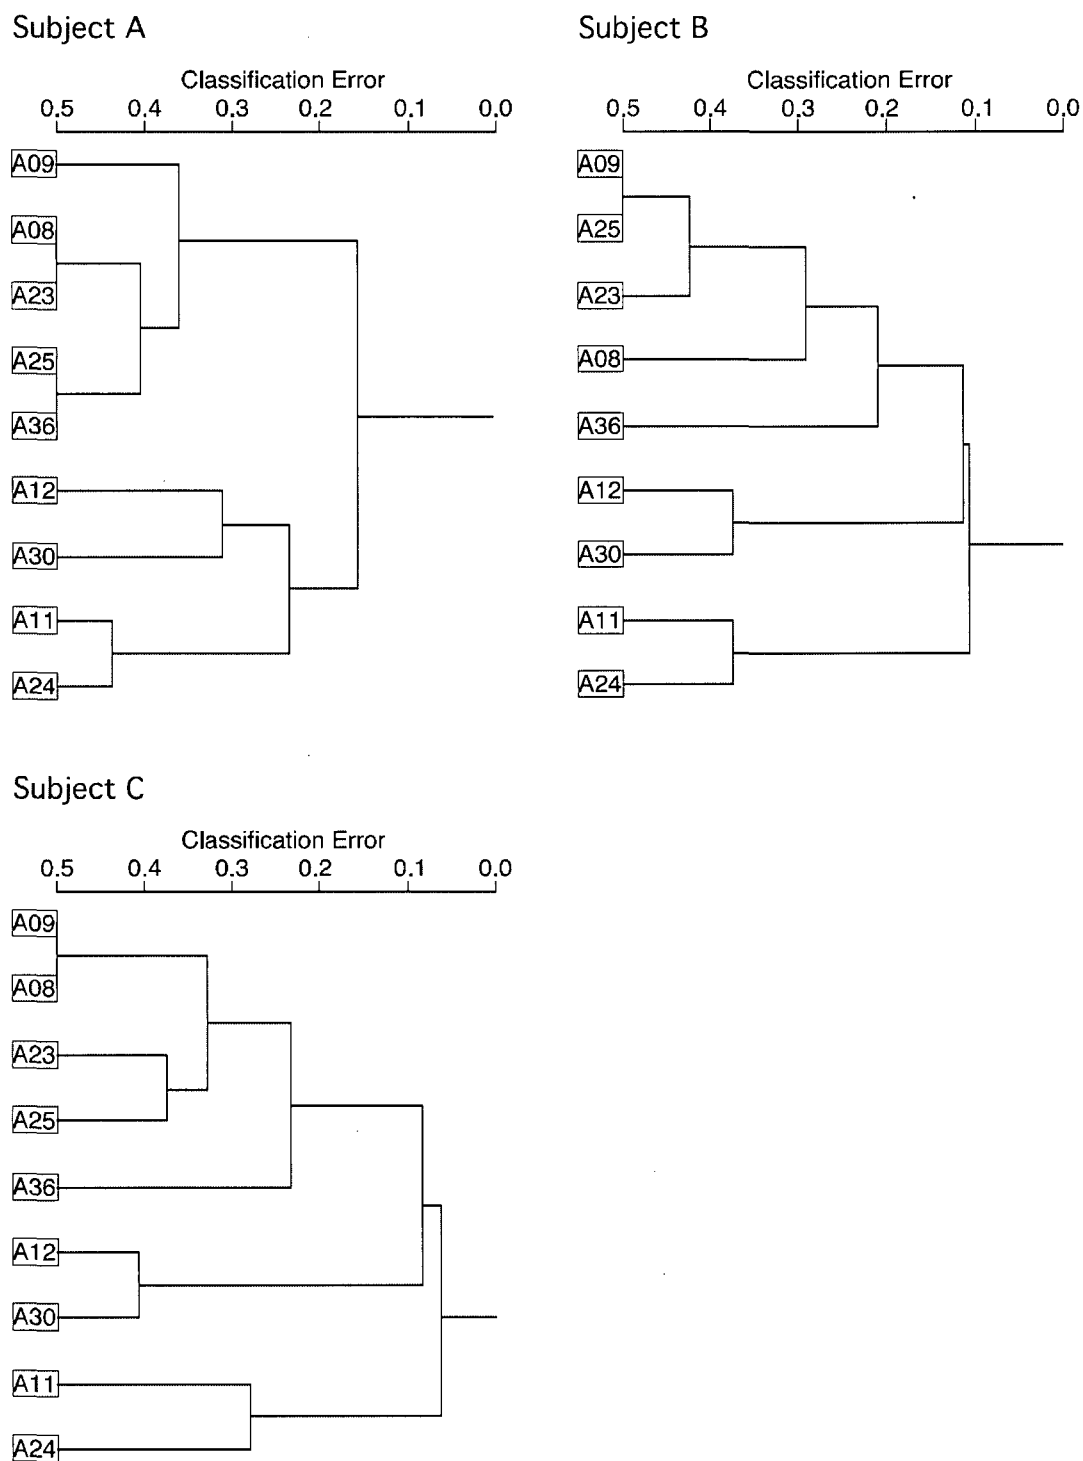 Subject A
Classification Error
0.5 0.4 0.3 0.2 0.1 0.0
A09
A08
A23
A25
A36
A12
A30
A11
A24
Subject B
Classification Error
0.5 0.4 0.3 0.2 0.1 0.0
A09
A25
A23
A08
A36
A12
A30
A11
A24
Subject C
Classification Error
0.5 0.4 0.3 0.2 0.1 0.0
A09
A08
A23
A25
A36
A12
A30
A11
A24